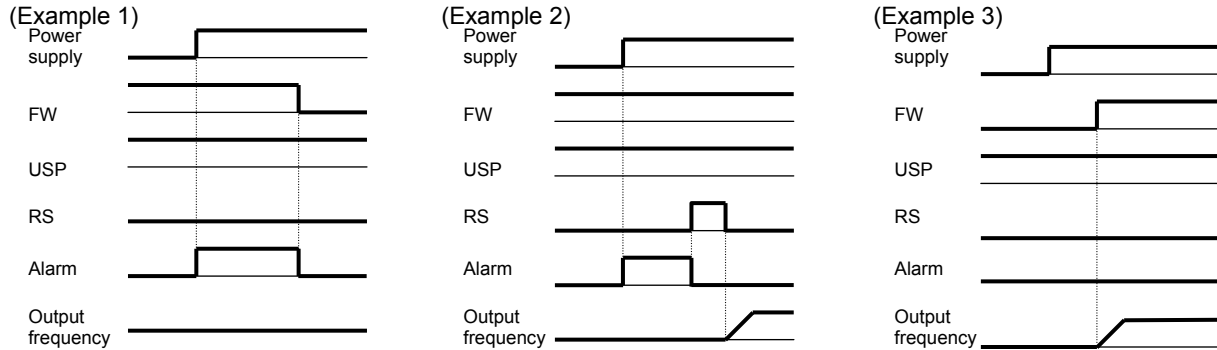 (Example 1)
Power
supply
FW
USP
RS
Alarm
Output
frequency
(Example 2)
Power
supply
FW
USP
RS
Alarm
Output
frequency
(Example 3)
Power
supply
FW
USP
RS
Alarm
Output
frequency